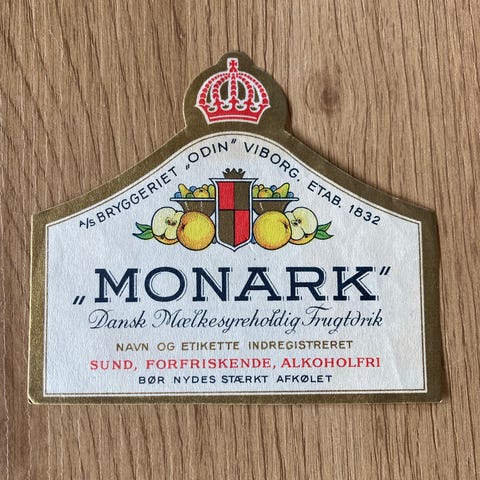 A/S BRYGGERIET „ODIN" VIBORG. ETAB. 1832
„MONARK"
Dansk Mælkesyreholdig Frugtdrik
NAVN OG ETIKETTE INDREGISTRERET
SUND, FORFRISKENDE, ALKOHOLFRI
BØR NYDES STÆRKT AFKØLET